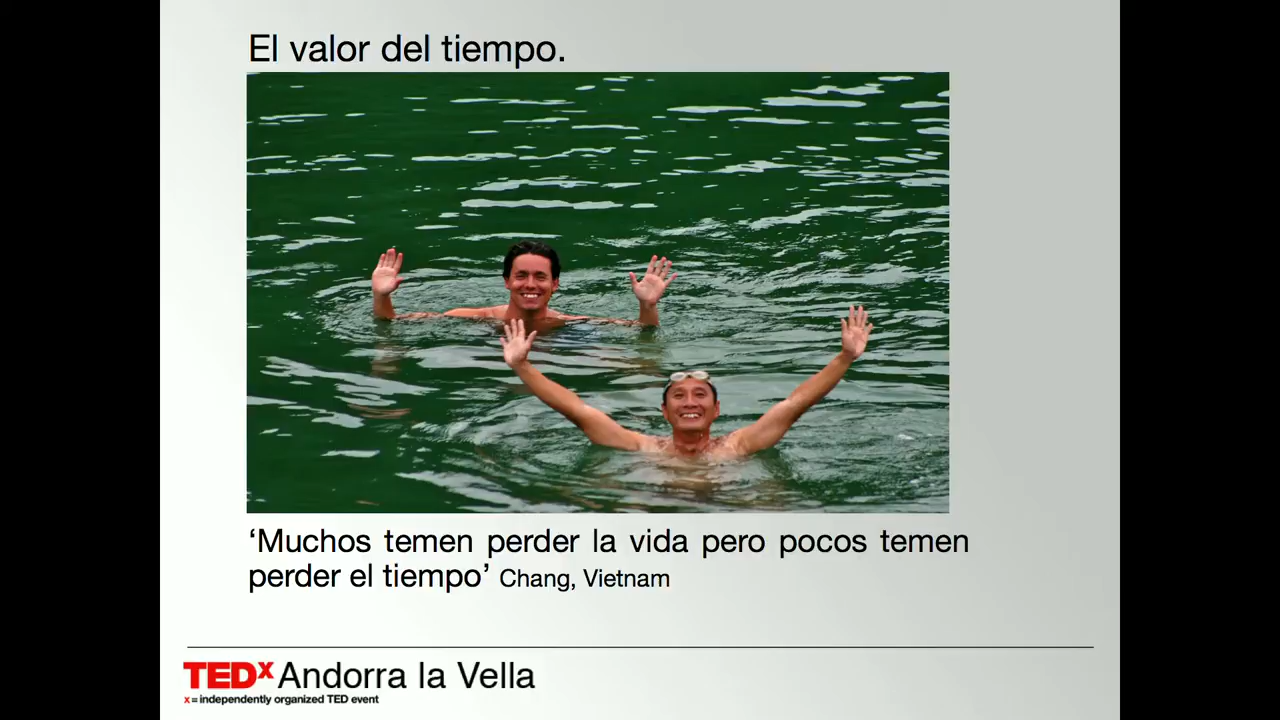 El valor del tiempo.
‘Muchos temen perder la vida pero pocos temen
perder el tiempo’ Chang, Vietnam
TEDx Andorra la Vella
x = independently organized TED event